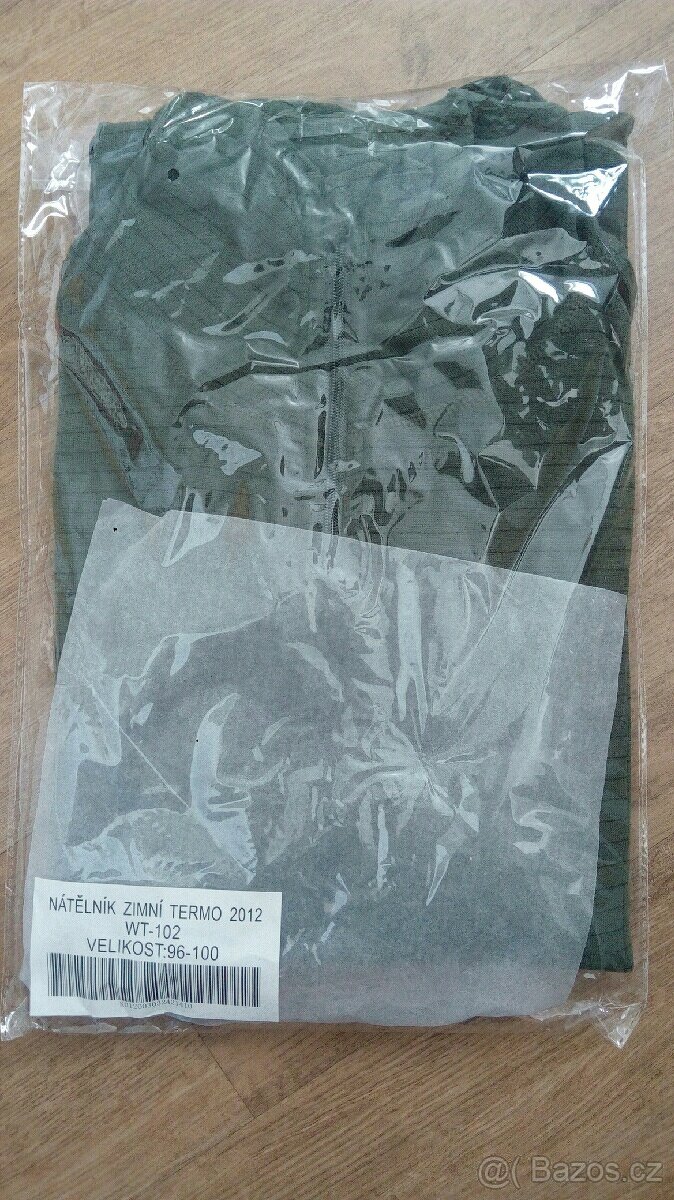 NÁTĚLNÍK ZIMNÍ TERMO 2012
WT-102
VELIKOST:96-100
@( Bazos.cz